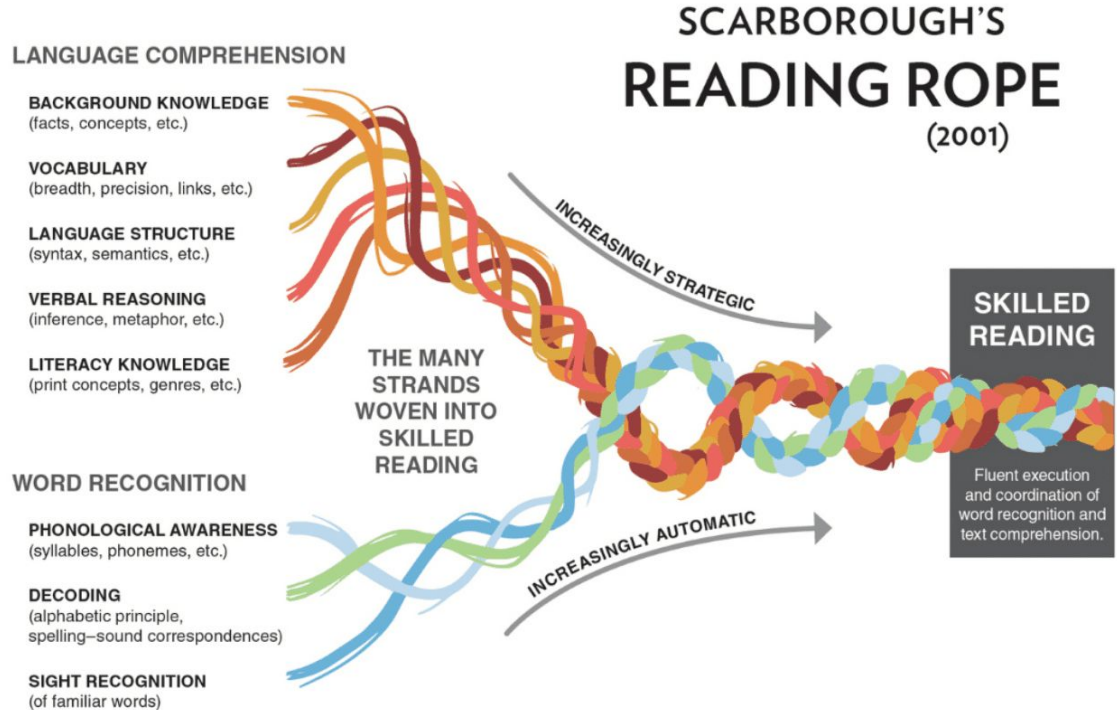 SCARBOROUGH'S
READING ROPE
(2001)
LANGUAGE COMPREHENSION
BACKGROUND KNOWLEDGE
(facts, concepts, etc.)
VOCABULARY
(breadth, precision, links, etc.)
LANGUAGE STRUCTURE
(syntax, semantics, etc.)
VERBAL REASONING
(inference, metaphor, etc.)
LITERACY KNOWLEDGE
(print concepts, genres, etc.)
WORD RECOGNITION
PHONOLOGICAL AWARENESS
(syllables, phonemes, etc.)
DECODING
(alphabetic principle,
spelling–sound correspondences)
SIGHT RECOGNITION
(of familiar words)
THE MANY
STRANDS
WOVEN INTO
SKILLED
READING
INCREASINGLY STRATEGIC
INCREASINGLY AUTOMATIC
SKILLED
READING
Fluent execution
and coordination of
word recognition and
text comprehension.